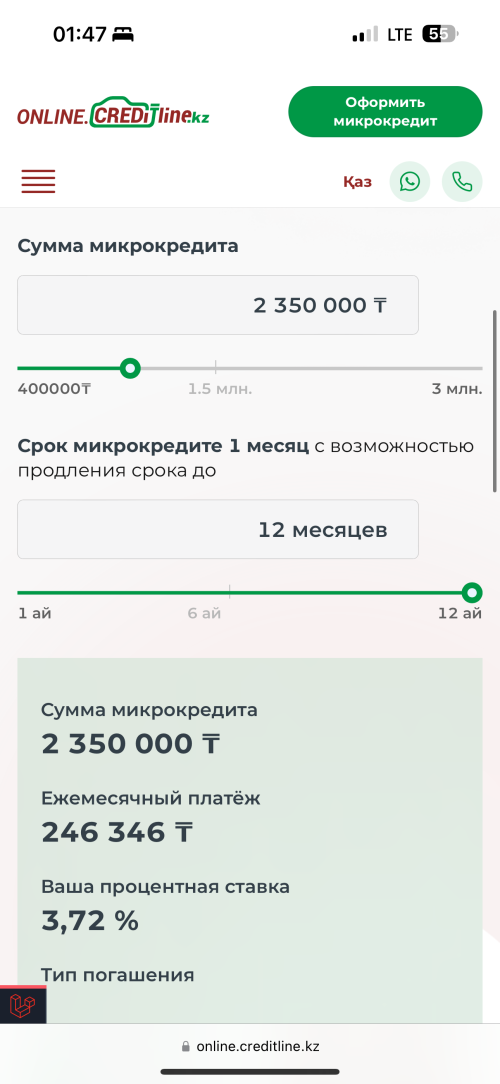 01:47
LTE 55
ONLINE.CREDITline.kz
Оформить
микрокредит
Қаз
Сумма микрокредита
2 350 000 ₸
400000₸ 1.5 млн. 3 млн.
Срок микрокредите 1 месяц с возможностью
продления срока до
12 месяцев
1 ай 6 ай 12 ай
Сумма микрокредита
2 350 000 ₸
Ежемесячный платёж
246 346 ₸
Ваша процентная ставка
3,72 %
Тип погашения
online.creditline.kz